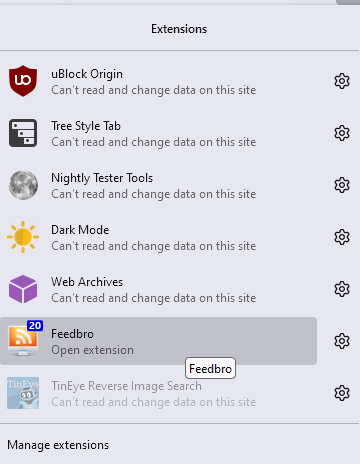 Extensions
uBlock Origin
Can't read and change data on this site
Tree Style Tab
Can't read and change data on this site
Nightly Tester Tools
Can't read and change data on this site
Dark Mode
Can't read and change data on this site
Web Archives
Can't read and change data on this site
20
Feedbro
Open extension
Feedbro
TinEye
TinEye Reverse Image Search
Can't read and change data on this site
Manage extensions